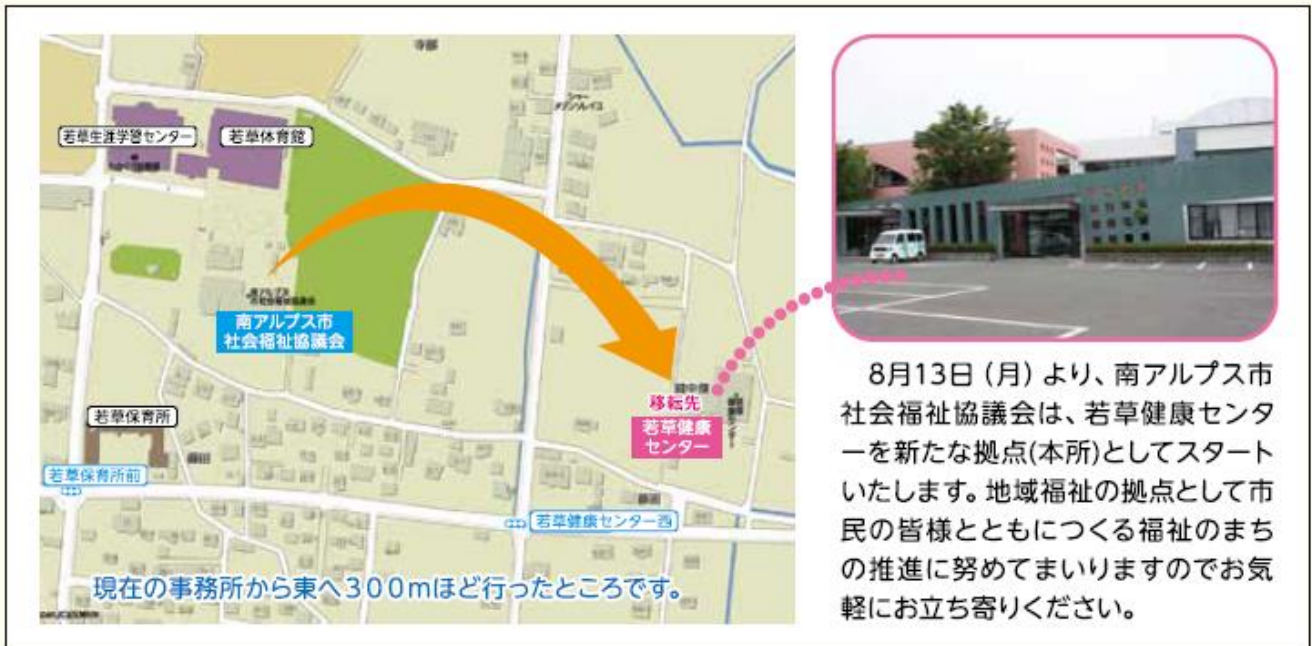 若草生涯学習センター
若草体育館
南アルプス市
社会福祉協議会
若草保育所
若草保育所前
移転先
若草健康
センター
若草健康センター西
現在の事務所から東へ300mほど行ったところです。
8月13日（月）より、南アルプス市
社会福祉協議会は、若草健康センタ
ーを新たな拠点(本所)としてスタート
いたします。地域福祉の拠点として市
民の皆様とともにつくる福祉のまち
の推進に努めてまいりますのでお気
軽にお立ち寄りください。